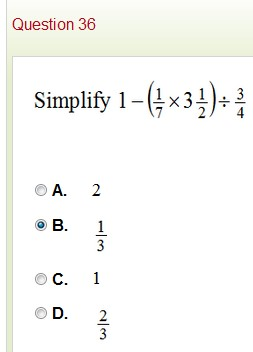 Question 36
Simplify 1 − (1/7 × 3 1/2) ÷ 3/4
A. 2
B. 1/3
C. 1
D. 2/3